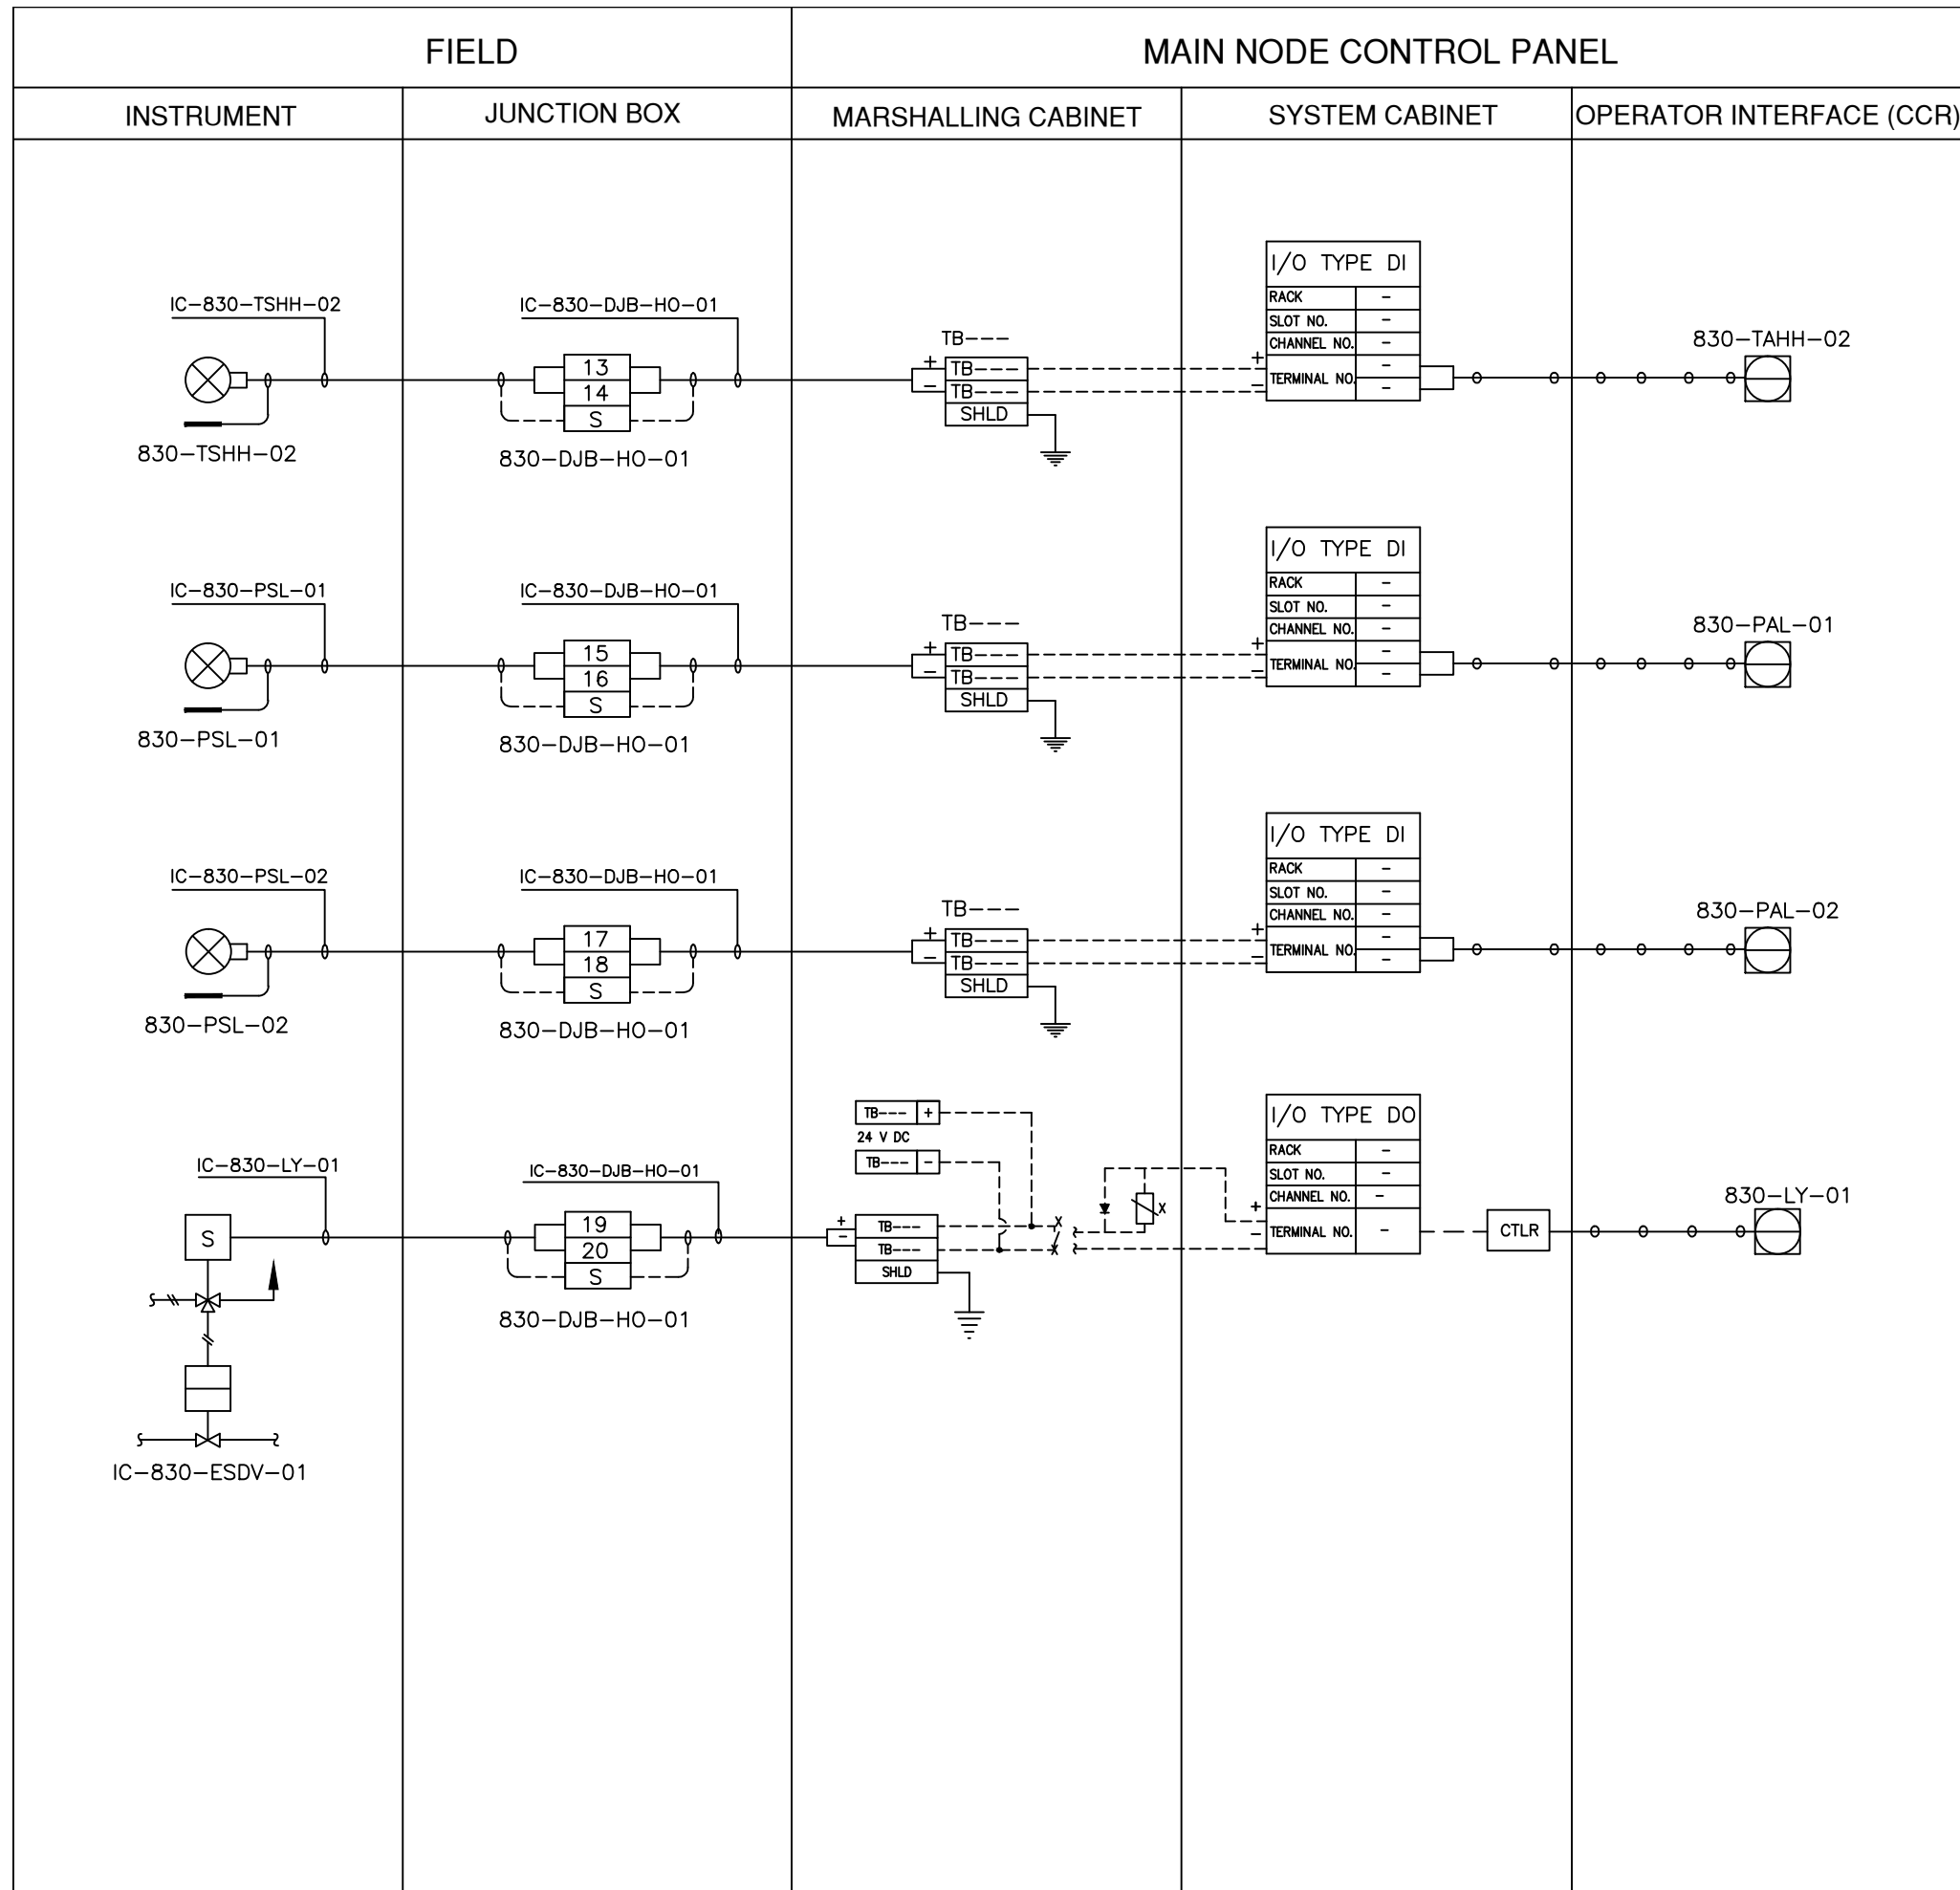 FIELD
MAIN NODE CONTROL PANEL
INSTRUMENT
JUNCTION BOX
MARSHALLING CABINET
SYSTEM CABINET
OPERATOR INTERFACE (CCR)
IC-830-TSHH-02
830-TSHH-02
IC-830-DJB-HO-01
13
14
S
830-DJB-HO-01
TB---
+ TB---
- TB---
SHLD
I/O TYPE DI
RACK -
SLOT NO. -
CHANNEL NO. -
+ -
TERMINAL NO.
- -
830-TAHH-02
IC-830-PSL-01
830-PSL-01
IC-830-DJB-HO-01
15
16
S
830-DJB-HO-01
TB---
+ TB---
- TB---
SHLD
I/O TYPE DI
RACK -
SLOT NO. -
CHANNEL NO. -
+ -
TERMINAL NO.
- -
830-PAL-01
IC-830-PSL-02
830-PSL-02
IC-830-DJB-HO-01
17
18
S
830-DJB-HO-01
TB---
+ TB---
- TB---
SHLD
I/O TYPE DI
RACK -
SLOT NO. -
CHANNEL NO. -
+ -
TERMINAL NO.
- -
830-PAL-02
IC-830-LY-01
S
IC-830-ESDV-01
IC-830-DJB-HO-01
19
20
S
830-DJB-HO-01
TB--- +
24 V DC
TB--- -
+ TB---
- TB---
SHLD
X
X
X
I/O TYPE DO
RACK -
SLOT NO. -
CHANNEL NO. -
+
- TERMINAL NO. -
CTLR
830-LY-01